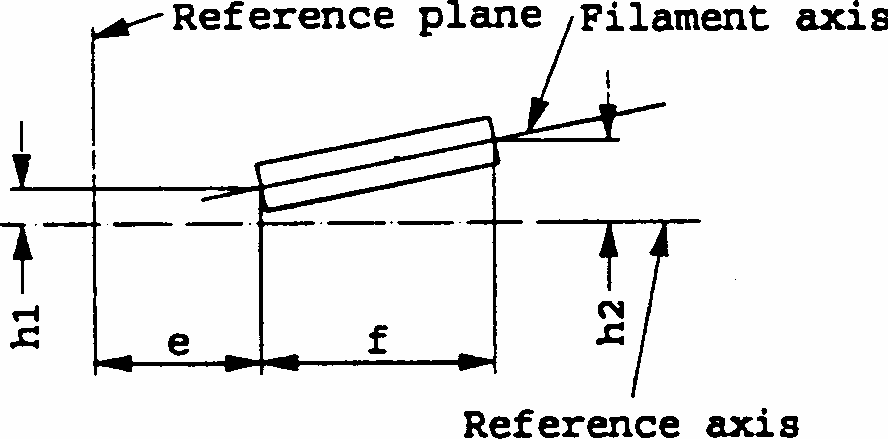 Reference plane
Filament axis
h1
e
f
h2
Reference axis